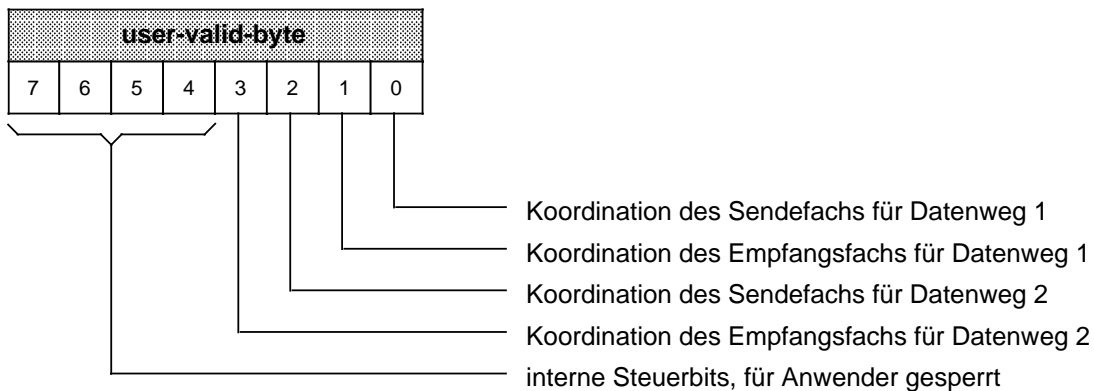 user-valid-byte
7 6 5 4 3 2 1 0
Koordination des Sendefachs für Datenweg 1
Koordination des Empfangsfachs für Datenweg 1
Koordination des Sendefachs für Datenweg 2
Koordination des Empfangsfachs für Datenweg 2
interne Steuerbits, für Anwender gesperrt